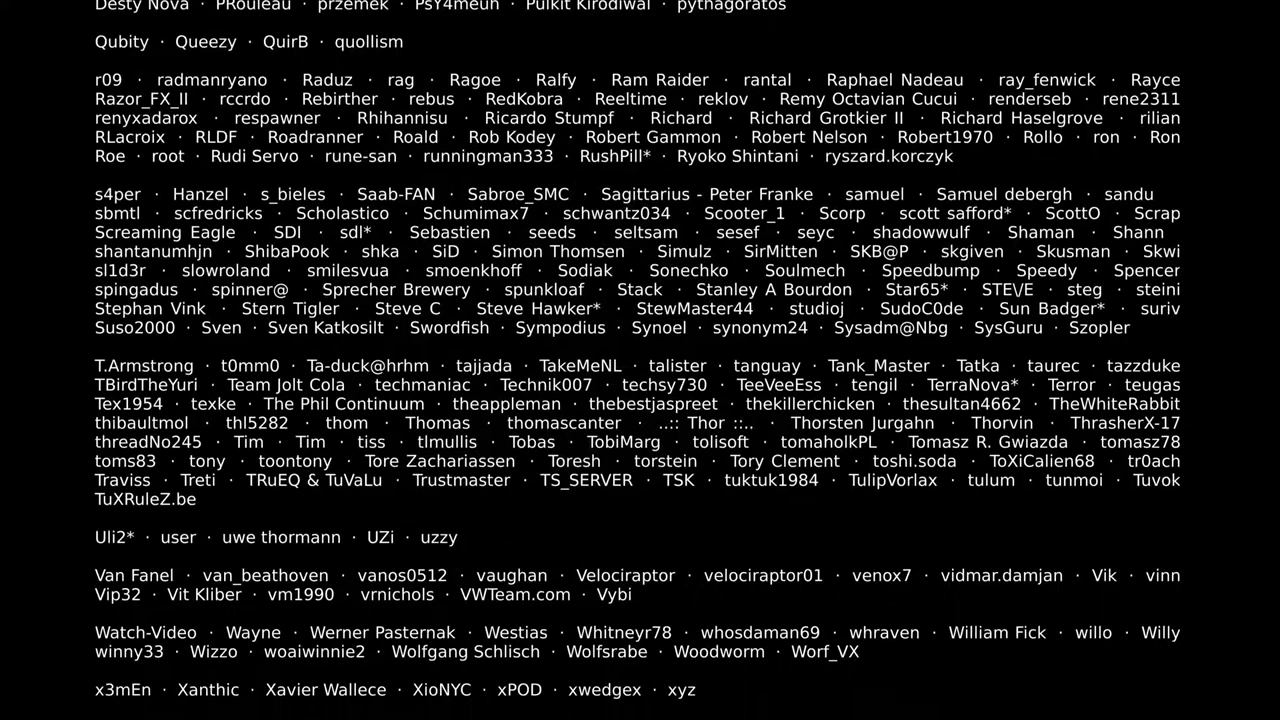 Desty Nova · PRouleau · przemek · PsY4meun · Pulkit Kirodiwal · pythagoratos
Qubity · Queezy · QuirB · quollism
r09 · radmanryano · Raduz · rag · Ragoe · Ralfy · Ram Raider · rantal · Raphael Nadeau · ray_fenwick · Rayce
Razor_FX_II · rccrdo · Rebirther · rebus · RedKobra · Reeltime · reklov · Remy Octavian Cucui · renderseb · rene2311
renyxadarox · respawner · Rhihannisu · Ricardo Stumpf · Richard · Richard Grotkier II · Richard Haselgrove · rilian
RLacroix · RLDF · Roadranner · Roald · Rob Kodey · Robert Gammon · Robert Nelson · Robert1970 · Rollo · ron · Ron
Roe · root · Rudi Servo · rune-san · runningman333 · RushPill* · Ryoko Shintani · ryszard.korczyk
s4per · Hanzel · s_bieles · Saab-FAN · Sabroe_SMC · Sagittarius - Peter Franke · samuel · Samuel debergh · sandu
sbmtl · scfredricks · Scholastico · Schumimax7 · schwantz034 · Scooter_1 · Scorp · scott safford* · ScottO · Scrap
Screaming Eagle · SDI · sdl* · Sebastien · seeds · seltsam · sesef · seyc · shadowwulf · Shaman · Shann
shantanumhjn · ShibaPook · shka · SiD · Simon Thomsen · Simulz · SirMitten · SKB@P · skgiven · Skusman · Skwi
sl1d3r · slowroland · smilesvua · smoenkhoff · Sodiak · Sonechko · Soulmech · Speedbump · Speedy · Spencer
spingadus · spinner@ · Sprecher Brewery · spunkloaf · Stack · Stanley A Bourdon · Star65* · STE\/E · steg · steini
Stephan Vink · Stern Tigler · Steve C · Steve Hawker* · StewMaster44 · studioj · SudoC0de · Sun Badger* · suriv
Suso2000 · Sven · Sven Katkosilt · Swordfish · Sympodius · Synoel · synonym24 · Sysadm@Nbg · SysGuru · Szopler
T.Armstrong · t0mm0 · Ta-duck@hrhm · tajjada · TakeMeNL · talister · tanguay · Tank_Master · Tatka · taurec · tazzduke
TBirdTheYuri · Team Jolt Cola · techmaniac · Technik007 · techsy730 · TeeVeeEss · tengil · TerraNova* · Terror · teugas
Tex1954 · texke · The Phil Continuum · theappleman · thebestjaspreet · thekillerchicken · thesultan4662 · TheWhiteRabbit
thibaultmol · thl5282 · thom · Thomas · thomascanter · ..:: Thor ::.. · Thorsten Jurgahn · Thorvin · ThrasherX-17
threadNo245 · Tim · Tim · tiss · tlmullis · Tobas · TobiMarg · tolisoft · tomaholkPL · Tomasz R. Gwiazda · tomasz78
toms83 · tony · toontony · Tore Zachariassen · Toresh · torstein · Tory Clement · toshi.soda · ToXiCalien68 · tr0ach
Traviss · Treti · TRuEQ & TuVaLu · Trustmaster · TS_SERVER · TSK · tuktuk1984 · TulipVorlax · tulum · tunmoi · Tuvok
TuXRuleZ.be
Uli2* · user · uwe thormann · UZi · uzzy
Van Fanel · van_beathoven · vanos0512 · vaughan · Velociraptor · velociraptor01 · venox7 · vidmar.damjan · Vik · vinn
Vip32 · Vit Kliber · vm1990 · vrnichols · VWTeam.com · Vybi
Watch-Video · Wayne · Werner Pasternak · Westias · Whitneyr78 · whosdaman69 · whraven · William Fick · willo · Willy
winny33 · Wizzo · woaiwinnie2 · Wolfgang Schlisch · Wolfsrabe · Woodworm · Worf_VX
x3mEn · Xanthic · Xavier Wallece · XioNYC · xPOD · xwedgex · xyz